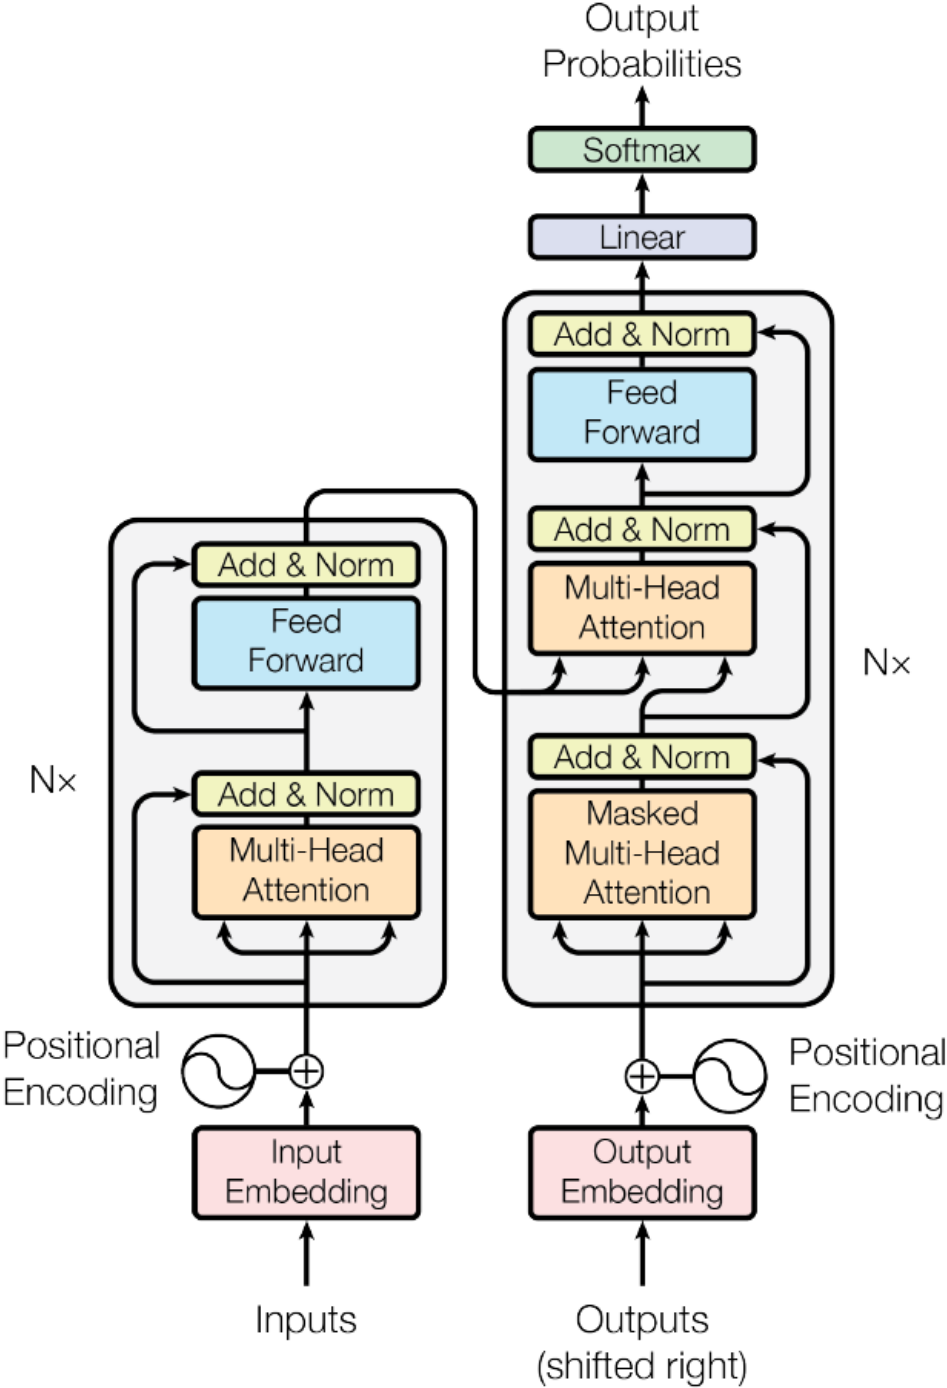 Output
Probabilities
Softmax
Linear
Add & Norm
Feed
Forward
Add & Norm
Multi-Head
Attention
Add & Norm
Masked
Multi-Head
Attention
N×
Add & Norm
Feed
Forward
Add & Norm
Multi-Head
Attention
N×
Positional
Encoding
Positional
Encoding
Input
Embedding
Output
Embedding
Inputs
Outputs
(shifted right)